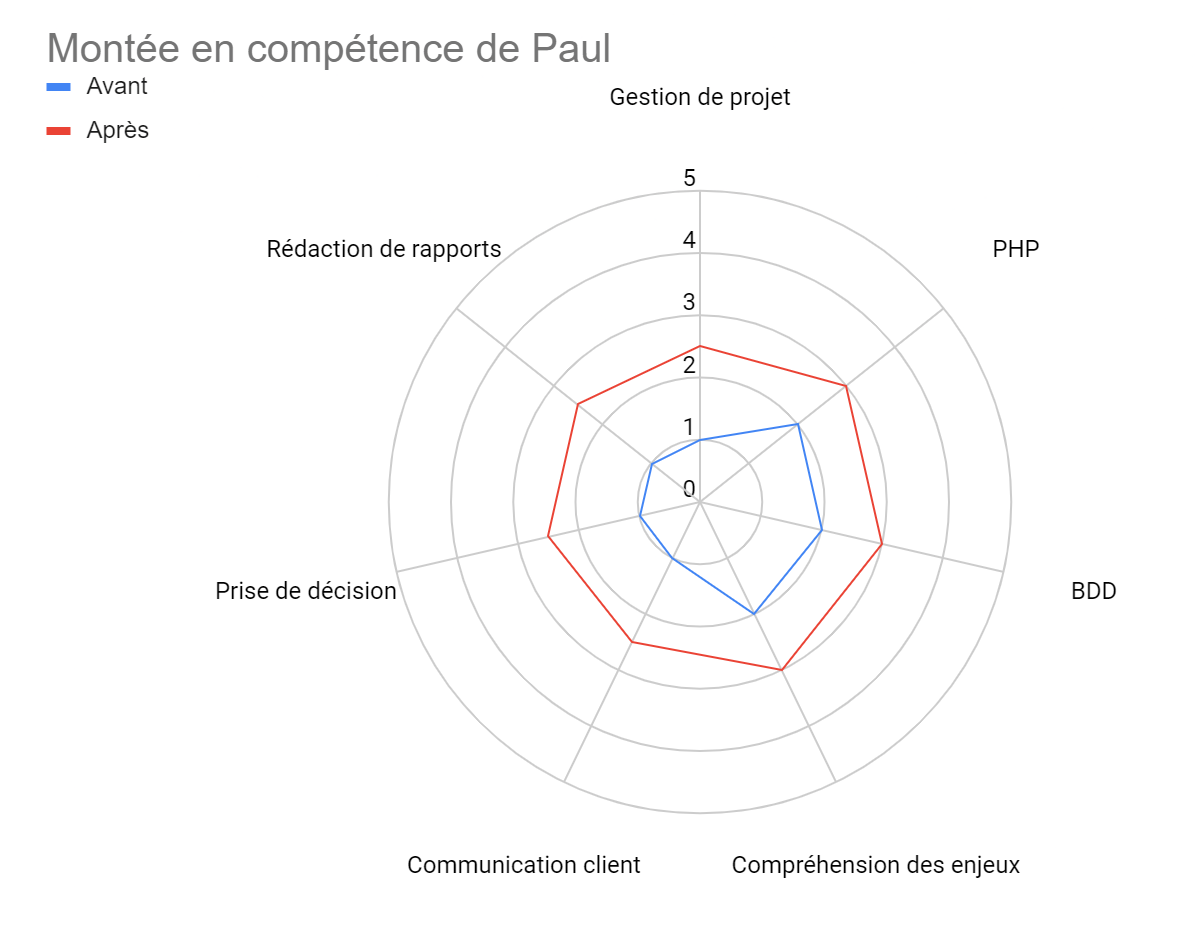 Montée en compétence de Paul
Avant
Après
Gestion de projet
5
4
3
2
1
0
Rédaction de rapports
PHP
Prise de décision
BDD
Communication client
Compréhension des enjeux